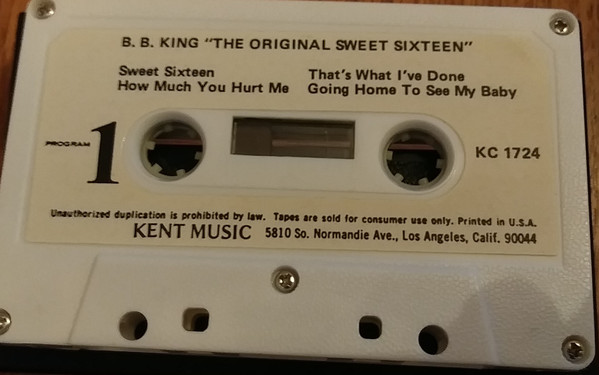 B. B. KING "THE ORIGINAL SWEET SIXTEEN"
Sweet Sixteen
How Much You Hurt Me
That's What I've Done
Going Home To See My Baby
PROGRAM 1
KC 1724
Unauthorized duplication is prohibited by law. Tapes are sold for consumer use only. Printed in U.S.A.
KENT MUSIC 5810 So. Normandie Ave., Los Angeles, Calif. 90044